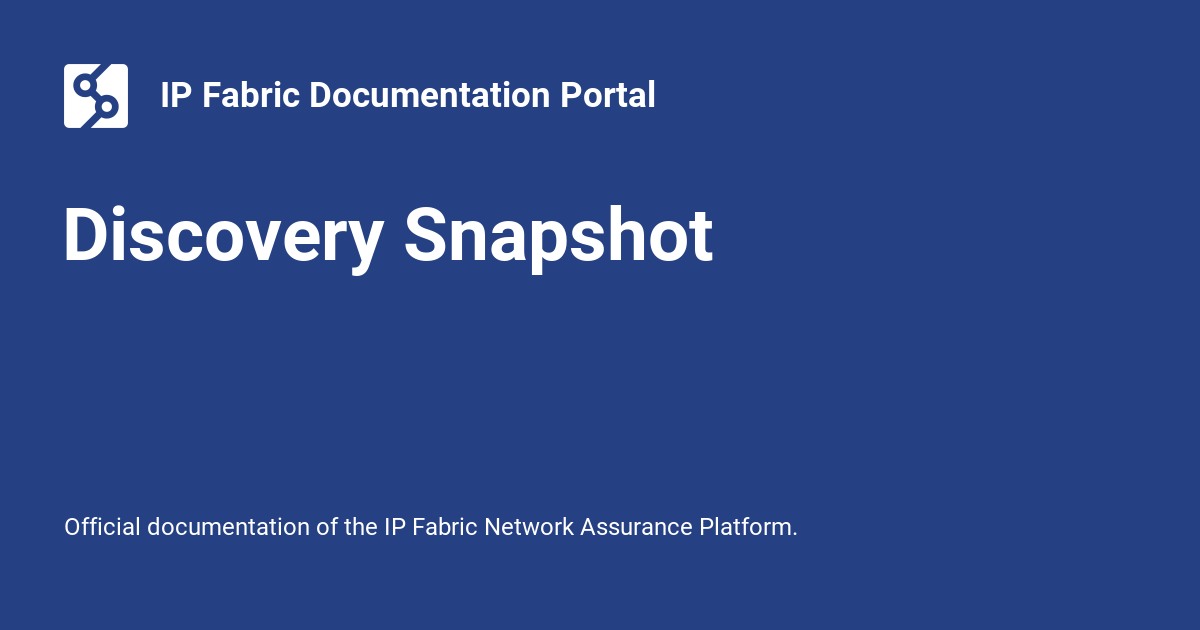 IP Fabric Documentation Portal
Discovery Snapshot
Official documentation of the IP Fabric Network Assurance Platform.